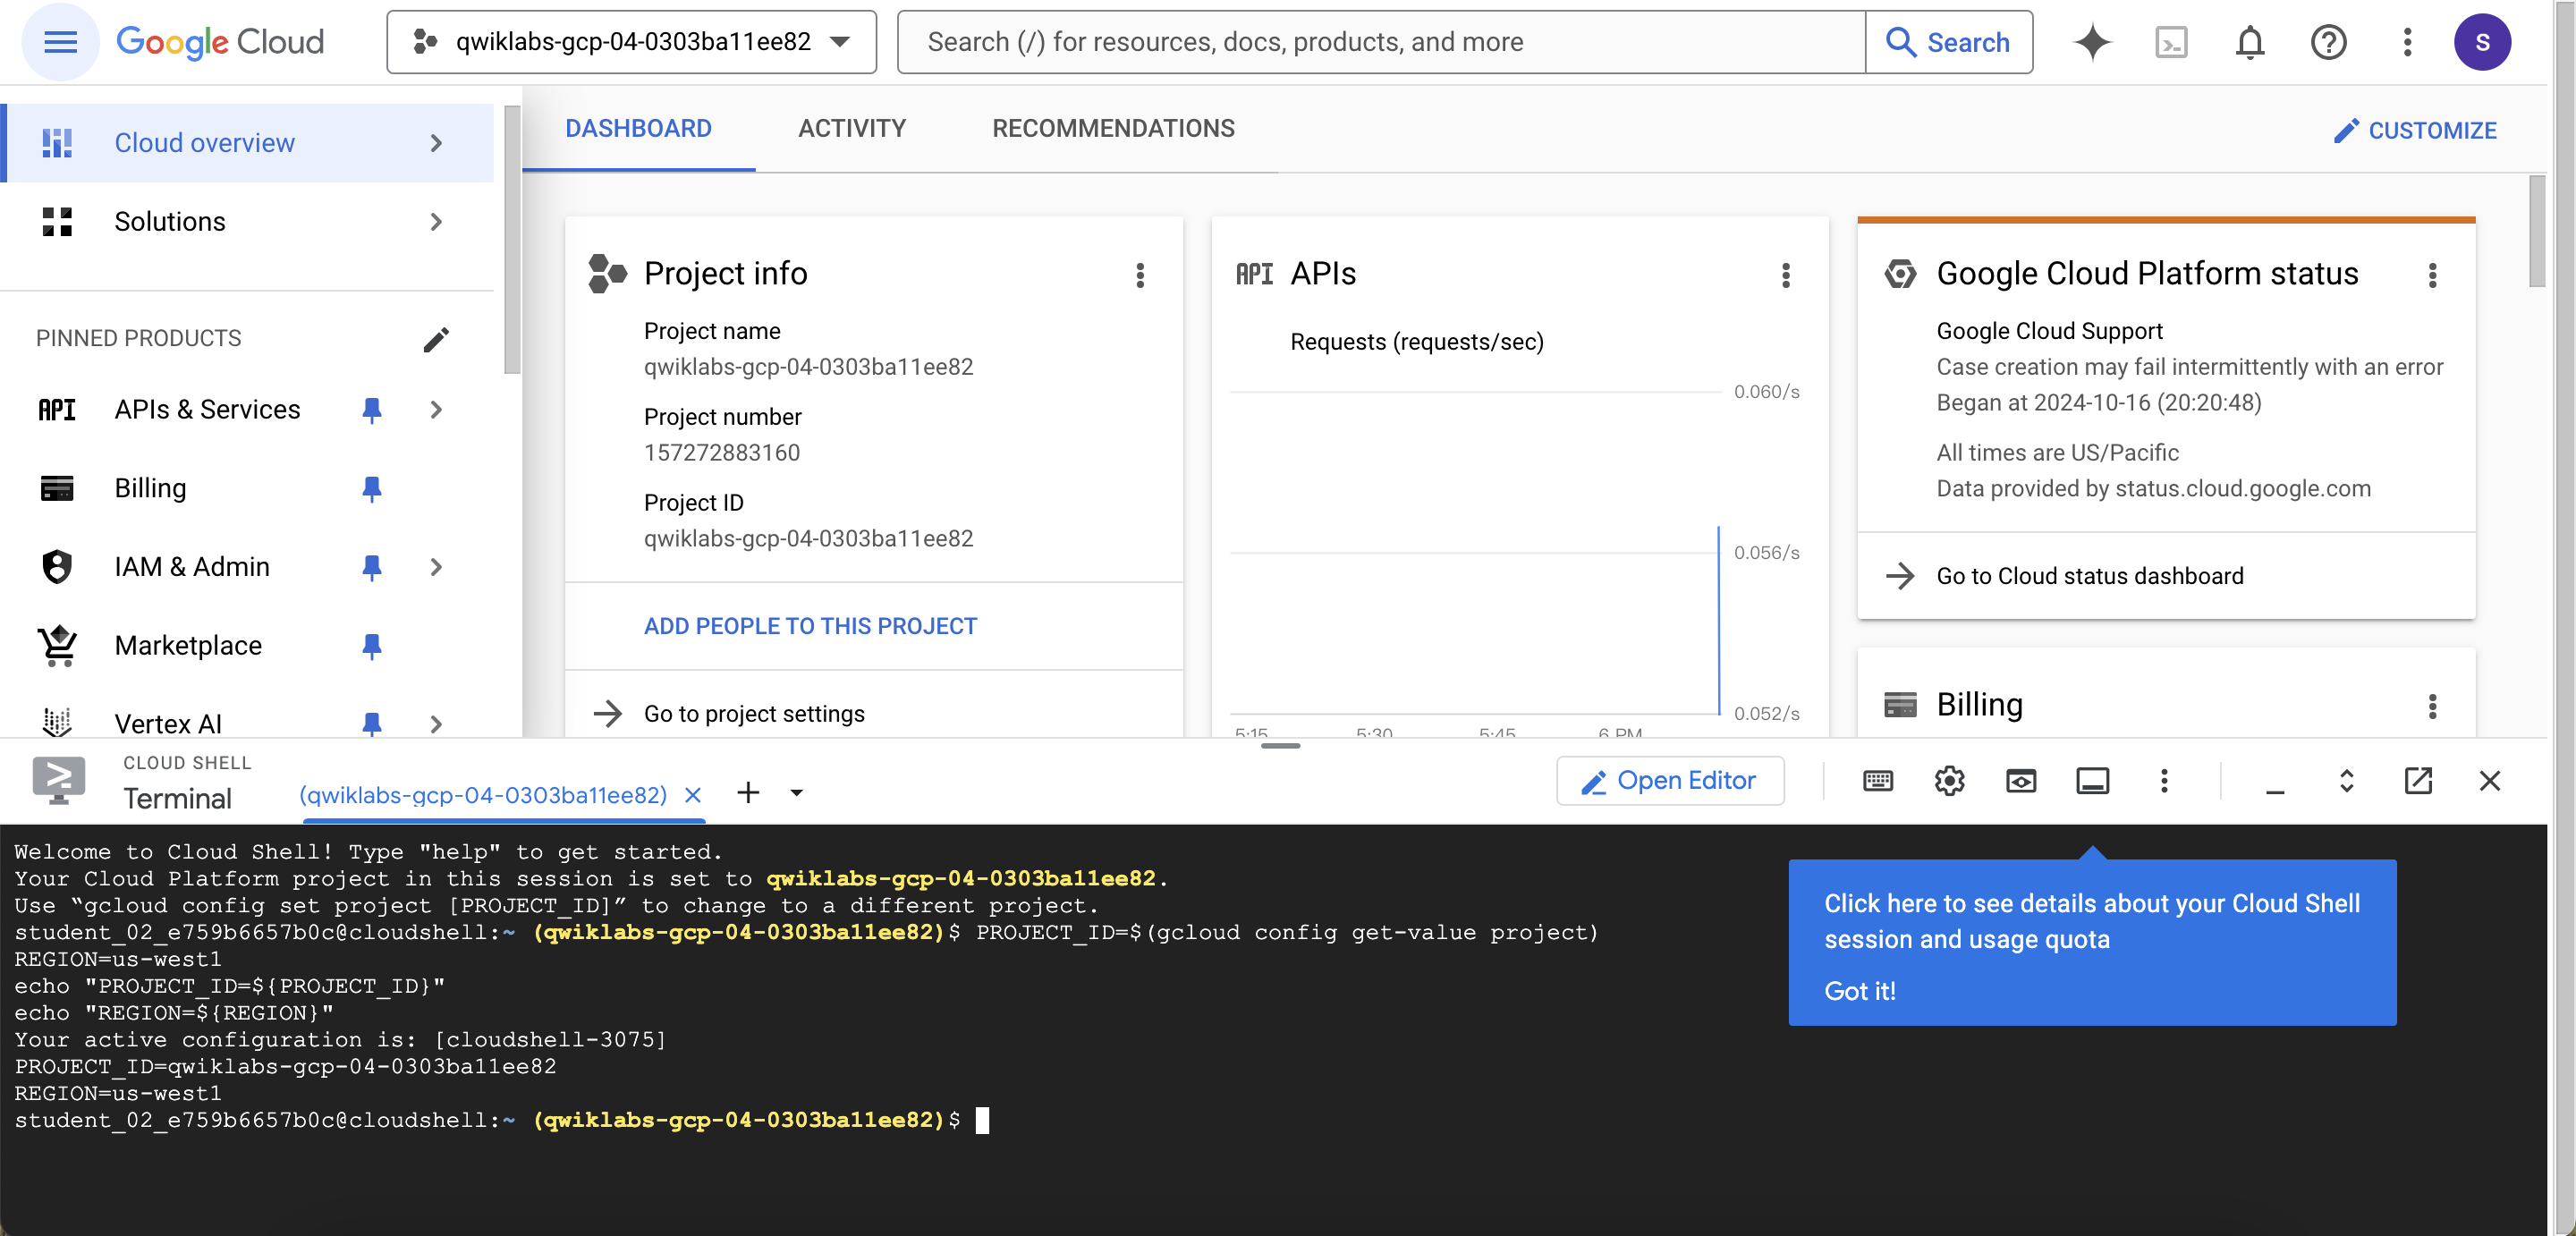 Google Cloud
qwiklabs-gcp-04-0303ba11ee82
Search (/) for resources, docs, products, and more
Search
S
Cloud overview
Solutions
PINNED PRODUCTS
API APIs & Services
Billing
IAM & Admin
Marketplace
Vertex AI
DASHBOARD
ACTIVITY
RECOMMENDATIONS
CUSTOMIZE
Project info
Project name
qwiklabs-gcp-04-0303ba11ee82
Project number
157272883160
Project ID
qwiklabs-gcp-04-0303ba11ee82
ADD PEOPLE TO THIS PROJECT
Go to project settings
API APIs
Requests (requests/sec)
0.060/s
0.056/s
0.052/s
5:15 5:30 5:45 6 PM
Google Cloud Platform status
Google Cloud Support
Case creation may fail intermittently with an error
Began at 2024-10-16 (20:20:48)
All times are US/Pacific
Data provided by status.cloud.google.com
Go to Cloud status dashboard
Billing
CLOUD SHELL
Terminal
(qwiklabs-gcp-04-0303ba11ee82)
Open Editor
Welcome to Cloud Shell! Type "help" to get started.
Your Cloud Platform project in this session is set to qwiklabs-gcp-04-0303ba11ee82.
Use “gcloud config set project [PROJECT_ID]” to change to a different project.
student_02_e759b6657b0c@cloudshell:~ (qwiklabs-gcp-04-0303ba11ee82)$ PROJECT_ID=$(gcloud config get-value project)
REGION=us-west1
echo "PROJECT_ID=${PROJECT_ID}"
echo "REGION=${REGION}"
Your active configuration is: [cloudshell-3075]
PROJECT_ID=qwiklabs-gcp-04-0303ba11ee82
REGION=us-west1
student_02_e759b6657b0c@cloudshell:~ (qwiklabs-gcp-04-0303ba11ee82)$
Click here to see details about your Cloud Shell
session and usage quota
Got it!